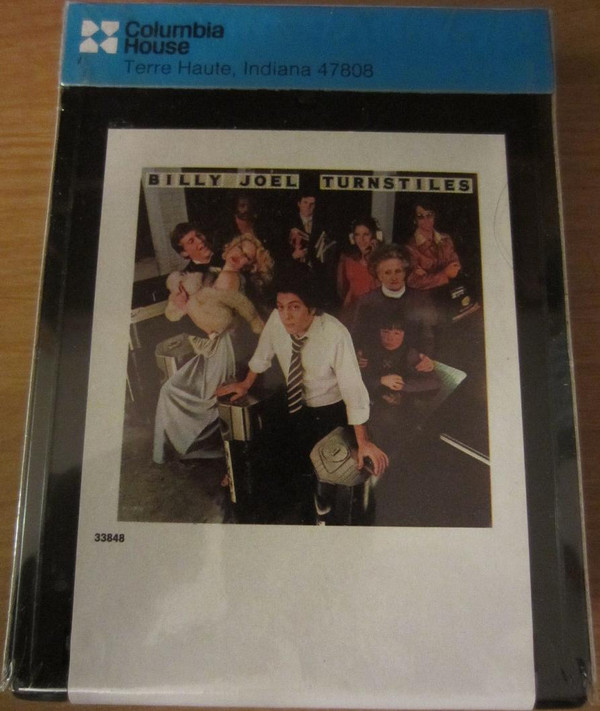 Columbia
House
Terre Haute, Indiana 47808
BILLY JOEL TURNSTILES
33848